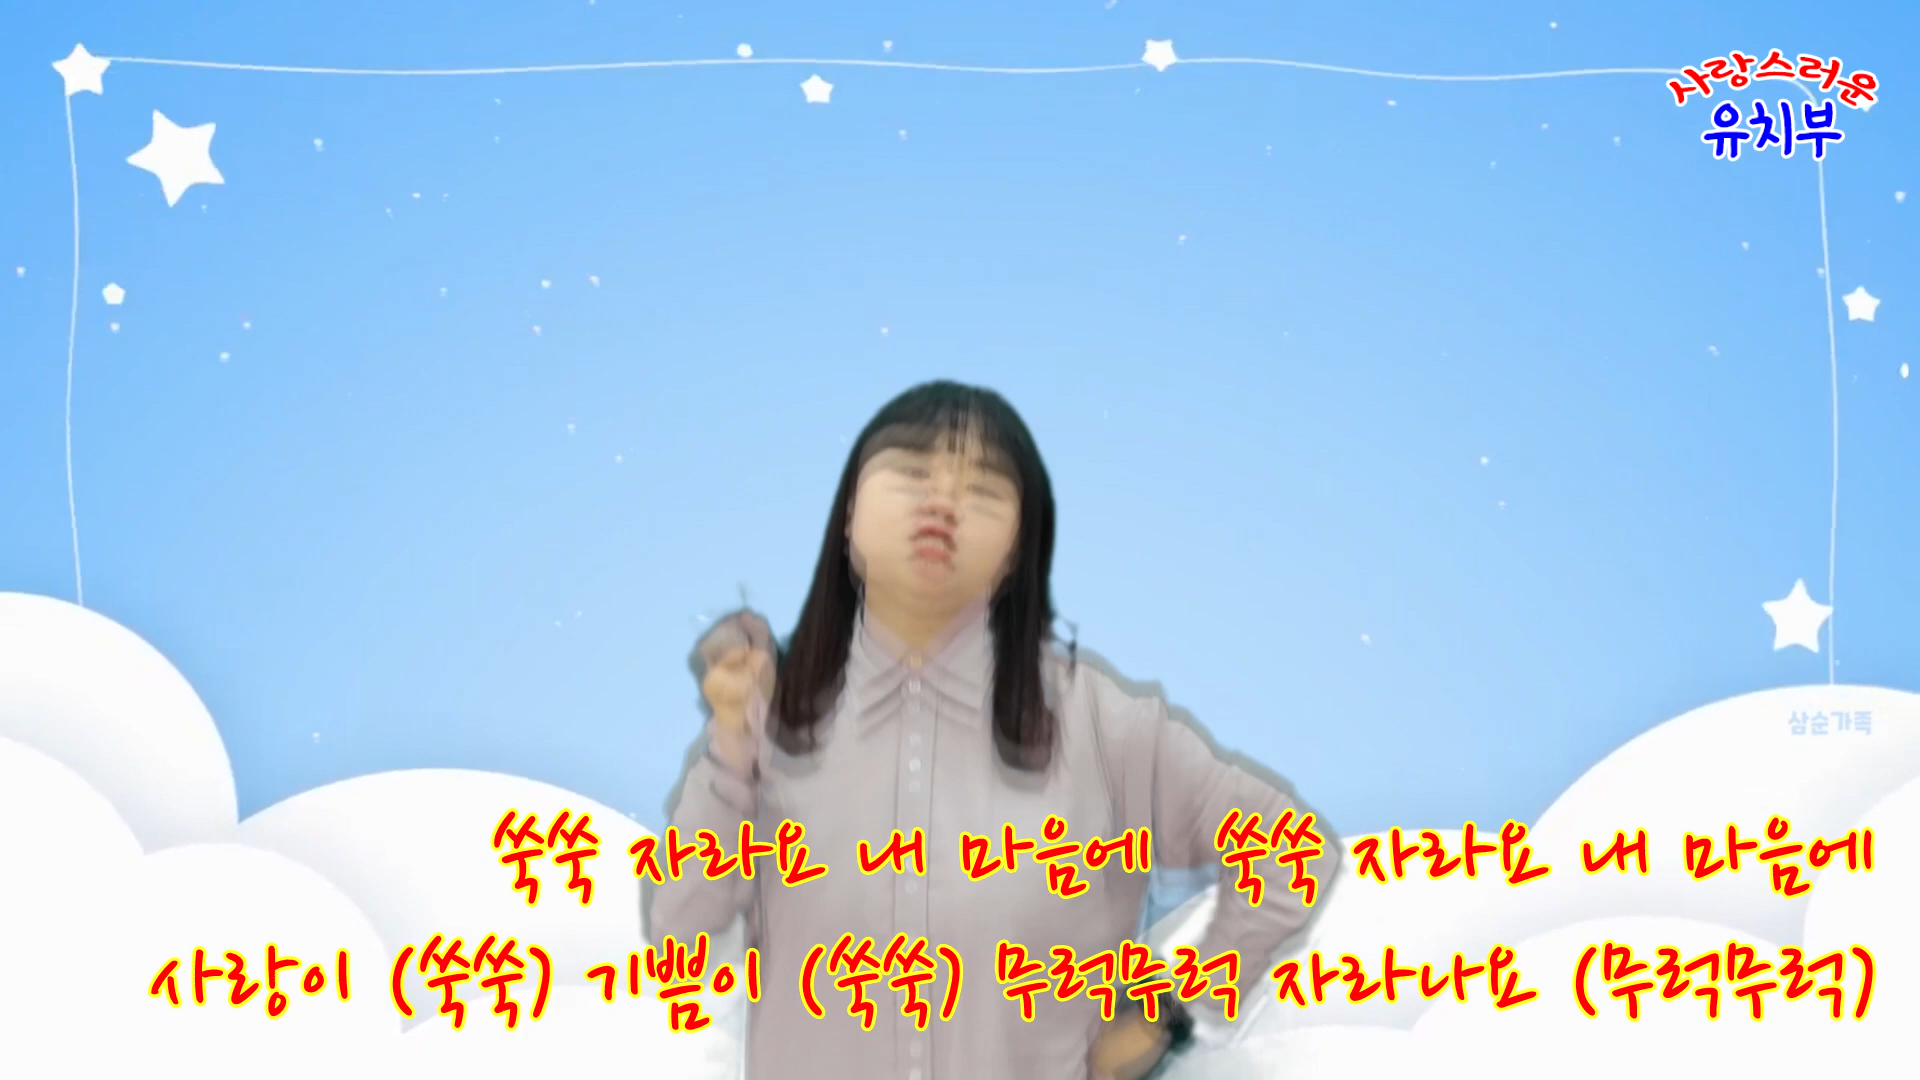 사랑스러운
유치부
삼순가족
쑥쑥 자라요 내 마음에 쑥쑥 자라요 내 마음에
사랑이 (쑥쑥) 기쁨이 (쑥쑥) 무럭무럭 자라나요 (무럭무럭)